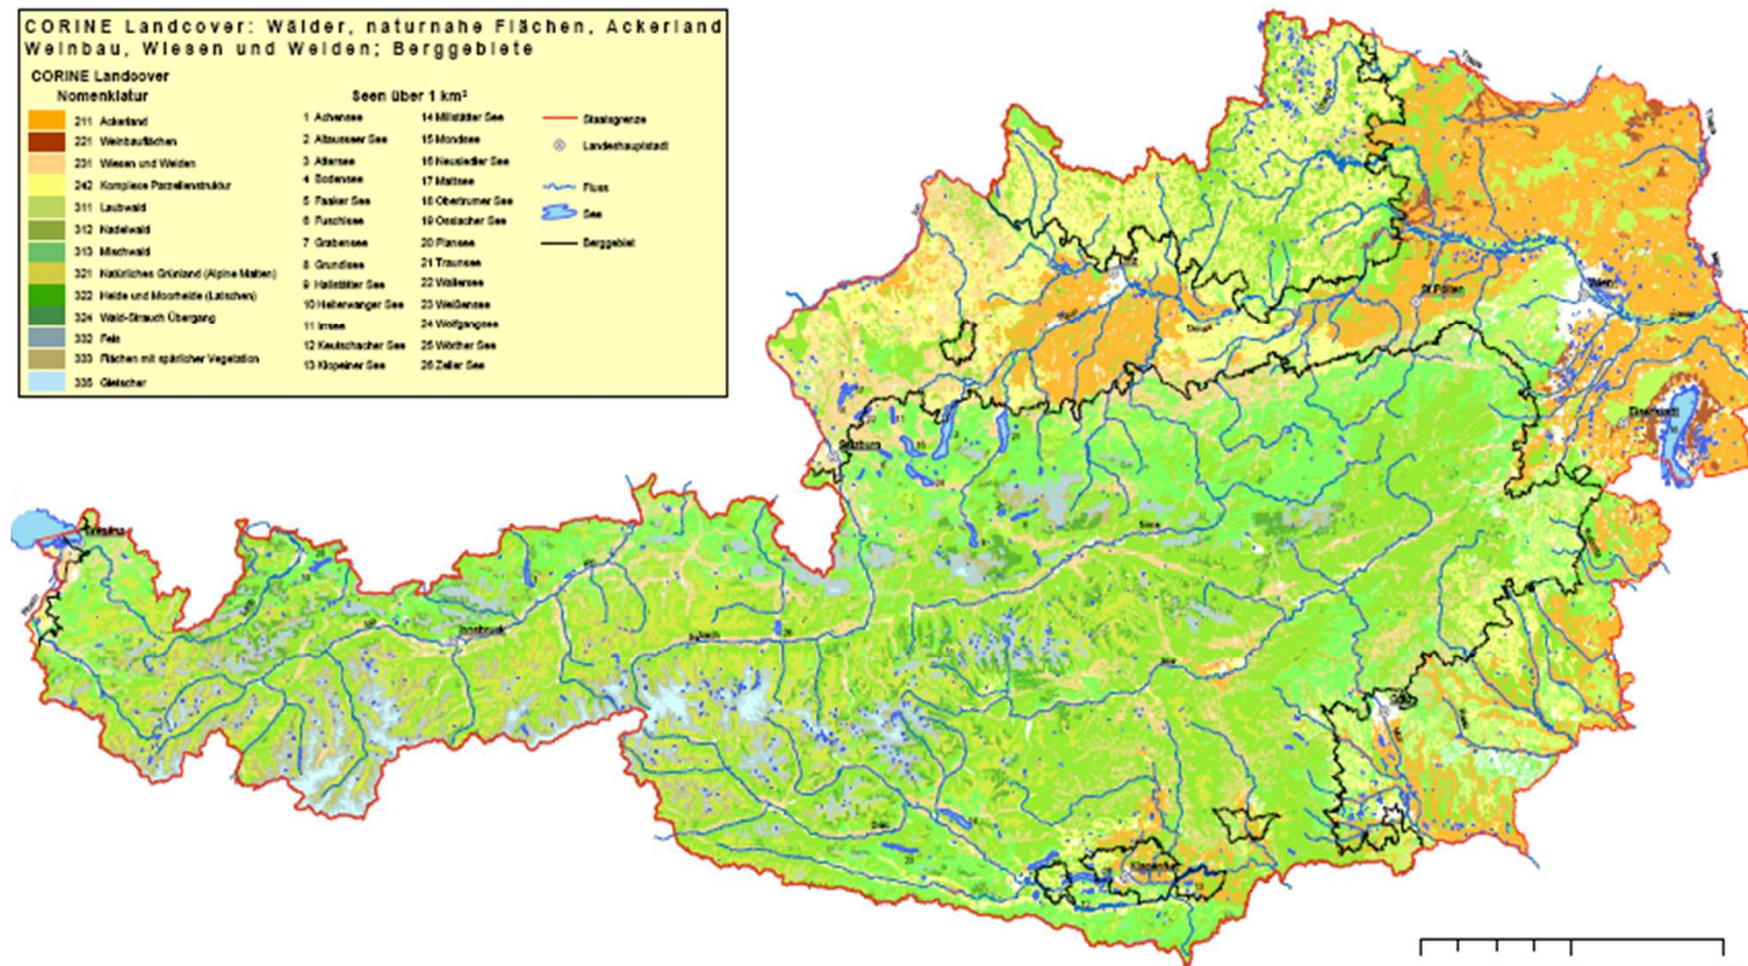 CORINE Landcover: Wälder, naturnahe Flächen, Ackerland
Weinbau, Wiesen und Weiden; Berggebiete
CORINE Landcover
Nomenklatur
211 Ackerland
221 Weinbauflächen
231 Wiesen und Weiden
242 Komplexe Parzellenstruktur
311 Laubwald
312 Nadelwald
313 Mischwald
321 Natürliches Grünland (Alpine Matten)
322 Heide und Moorheide (Latschen)
324 Wald-Strauch Übergang
332 Fels
333 Flächen mit spärlicher Vegetation
335 Gletscher
Seen über 1 km²
1 Achensee
2 Altausseer See
3 Attersee
4 Bodensee
5 Faaker See
6 Fuschlsee
7 Grabensee
8 Grundlsee
9 Hallstätter See
10 Heiterwanger See
11 Irrsee
12 Keutschacher See
13 Klopeiner See
14 Millstätter See
15 Mondsee
16 Neusiedler See
17 Mattsee
18 Obertrumer See
19 Ossiacher See
20 Plansee
21 Traunsee
22 Wallersee
23 Weißensee
24 Wolfgangsee
25 Wörther See
26 Zeller See
Staatsgrenze
Landeshauptstadt
Fluss
See
Berggebiet
Linz
St.Pölten
Wien
Eisenstadt
Salzburg
Bregenz
Innsbruck